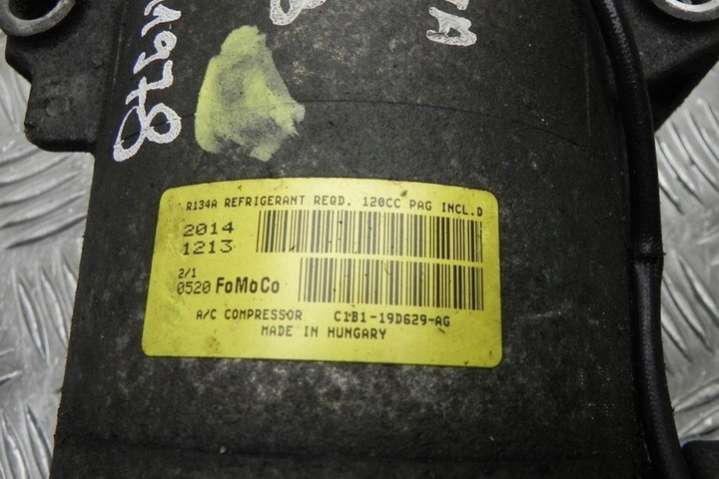 R134A REFRIGERANT REQD. 120CC PAG INCL.D
2014
1213
2/1
0520 FoMoCo
A/C COMPRESSOR C1B1-19D629-AG
MADE IN HUNGARY